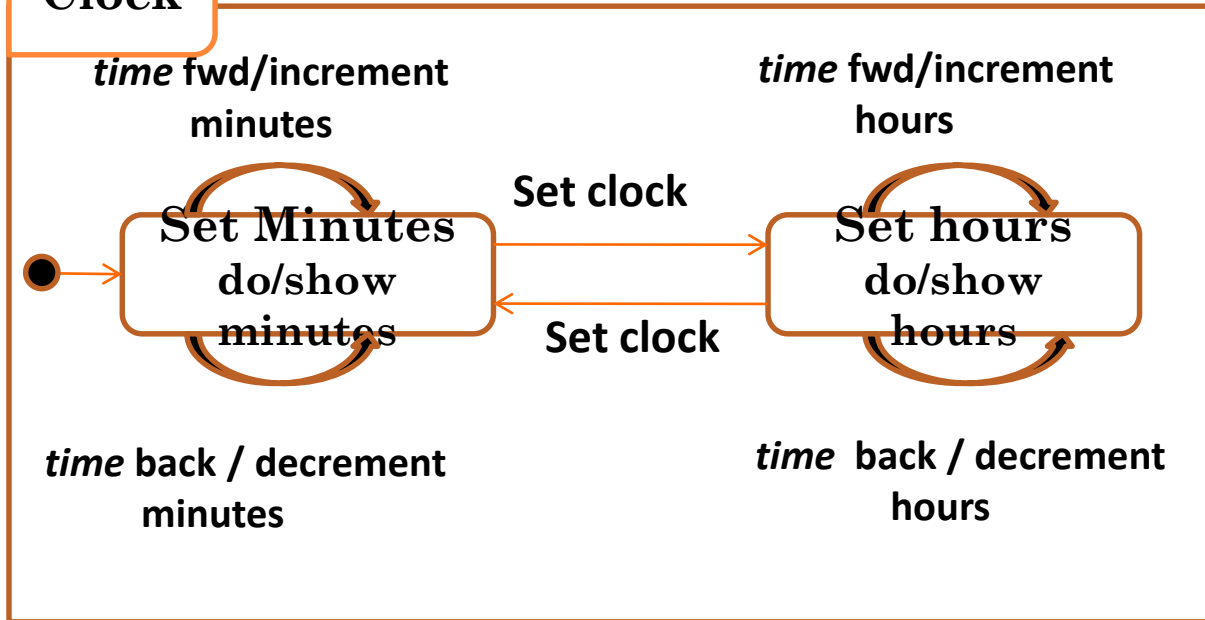 Clock
time fwd/increment
minutes
time fwd/increment
hours
Set clock
Set Minutes
do/show
minutes
Set hours
do/show
hours
Set clock
time back / decrement
minutes
time back / decrement
hours